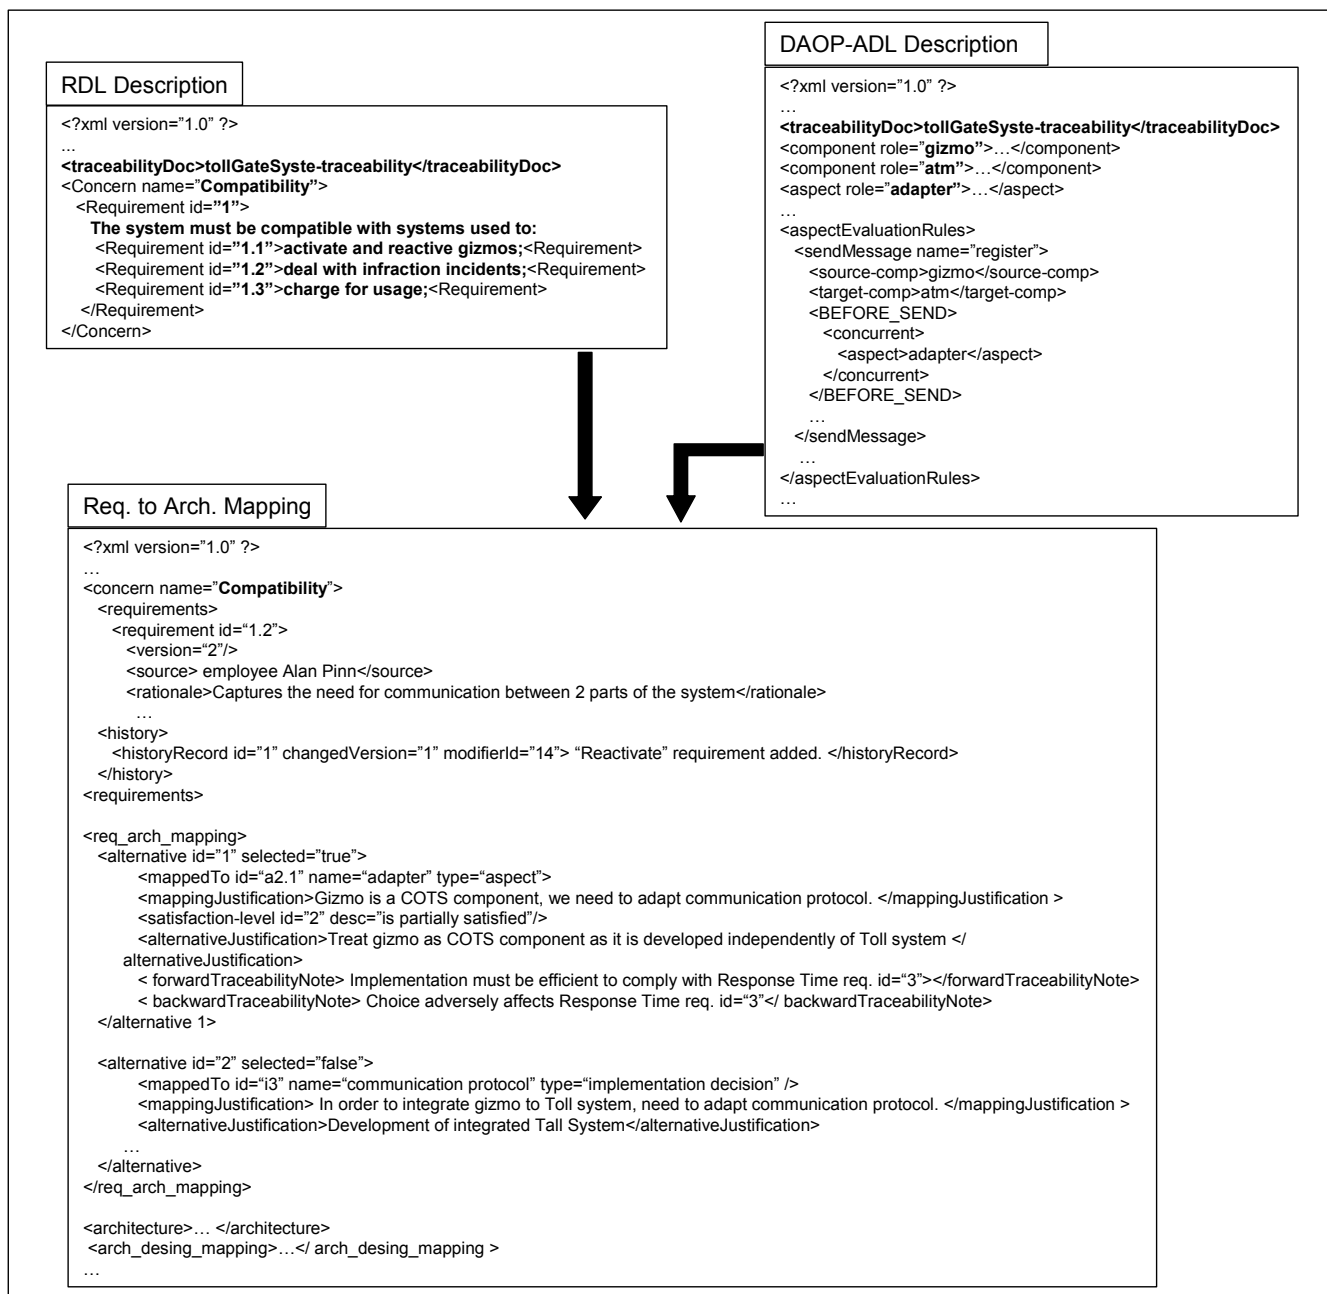 RDL Description
<?xml version=”1.0” ?>
...
<traceabilityDoc>tollGateSyste-traceability</traceabilityDoc>
<Concern name=”Compatibility”>
<Requirement id=”1”>
The system must be compatible with systems used to:
<Requirement id=”1.1”>activate and reactive gizmos;<Requirement>
<Requirement id=”1.2”>deal with infraction incidents;<Requirement>
<Requirement id=”1.3”>charge for usage;<Requirement>
</Requirement>
</Concern>
DAOP-ADL Description
<?xml version=”1.0” ?>
…
<traceabilityDoc>tollGateSyste-traceability</traceabilityDoc>
<component role=”gizmo”>…</component>
<component role=”atm”>…</component>
<aspect role=”adapter”>…</aspect>
…
<aspectEvaluationRules>
<sendMessage name=”register”>
<source-comp>gizmo</source-comp>
<target-comp>atm</target-comp>
<BEFORE_SEND>
<concurrent>
<aspect>adapter</aspect>
</concurrent>
</BEFORE_SEND>
…
</sendMessage>
…
</aspectEvaluationRules>
…
Req. to Arch. Mapping
<?xml version=”1.0” ?>
…
<concern name=”Compatibility”>
<requirements>
<requirement id=“1.2”>
<version=“2”/>
<source> employee Alan Pinn</source>
<rationale>Captures the need for communication between 2 parts of the system</rationale>
…
<history>
<historyRecord id=”1” changedVersion=”1” modifierId=”14”> “Reactivate” requirement added. </historyRecord>
</history>
<requirements>
<req_arch_mapping>
<alternative id=”1” selected=”true”>
<mappedTo id=“a2.1” name=“adapter” type=“aspect”>
<mappingJustification>Gizmo is a COTS component, we need to adapt communication protocol. </mappingJustification >
<satisfaction-level id=”2” desc=”is partially satisfied”/>
<alternativeJustification>Treat gizmo as COTS component as it is developed independently of Toll system </
alternativeJustification>
< forwardTraceabilityNote> Implementation must be efficient to comply with Response Time req. id=“3”></forwardTraceabilityNote>
< backwardTraceabilityNote> Choice adversely affects Response Time req. id=“3”</ backwardTraceabilityNote>
</alternative 1>
<alternative id=”2” selected=”false”>
<mappedTo id=“i3” name=“communication protocol” type=“implementation decision” />
<mappingJustification> In order to integrate gizmo to Toll system, need to adapt communication protocol. </mappingJustification >
<alternativeJustification>Development of integrated Tall System</alternativeJustification>
…
</alternative>
</req_arch_mapping>
<architecture>… </architecture>
<arch_desing_mapping>…</ arch_desing_mapping >
…